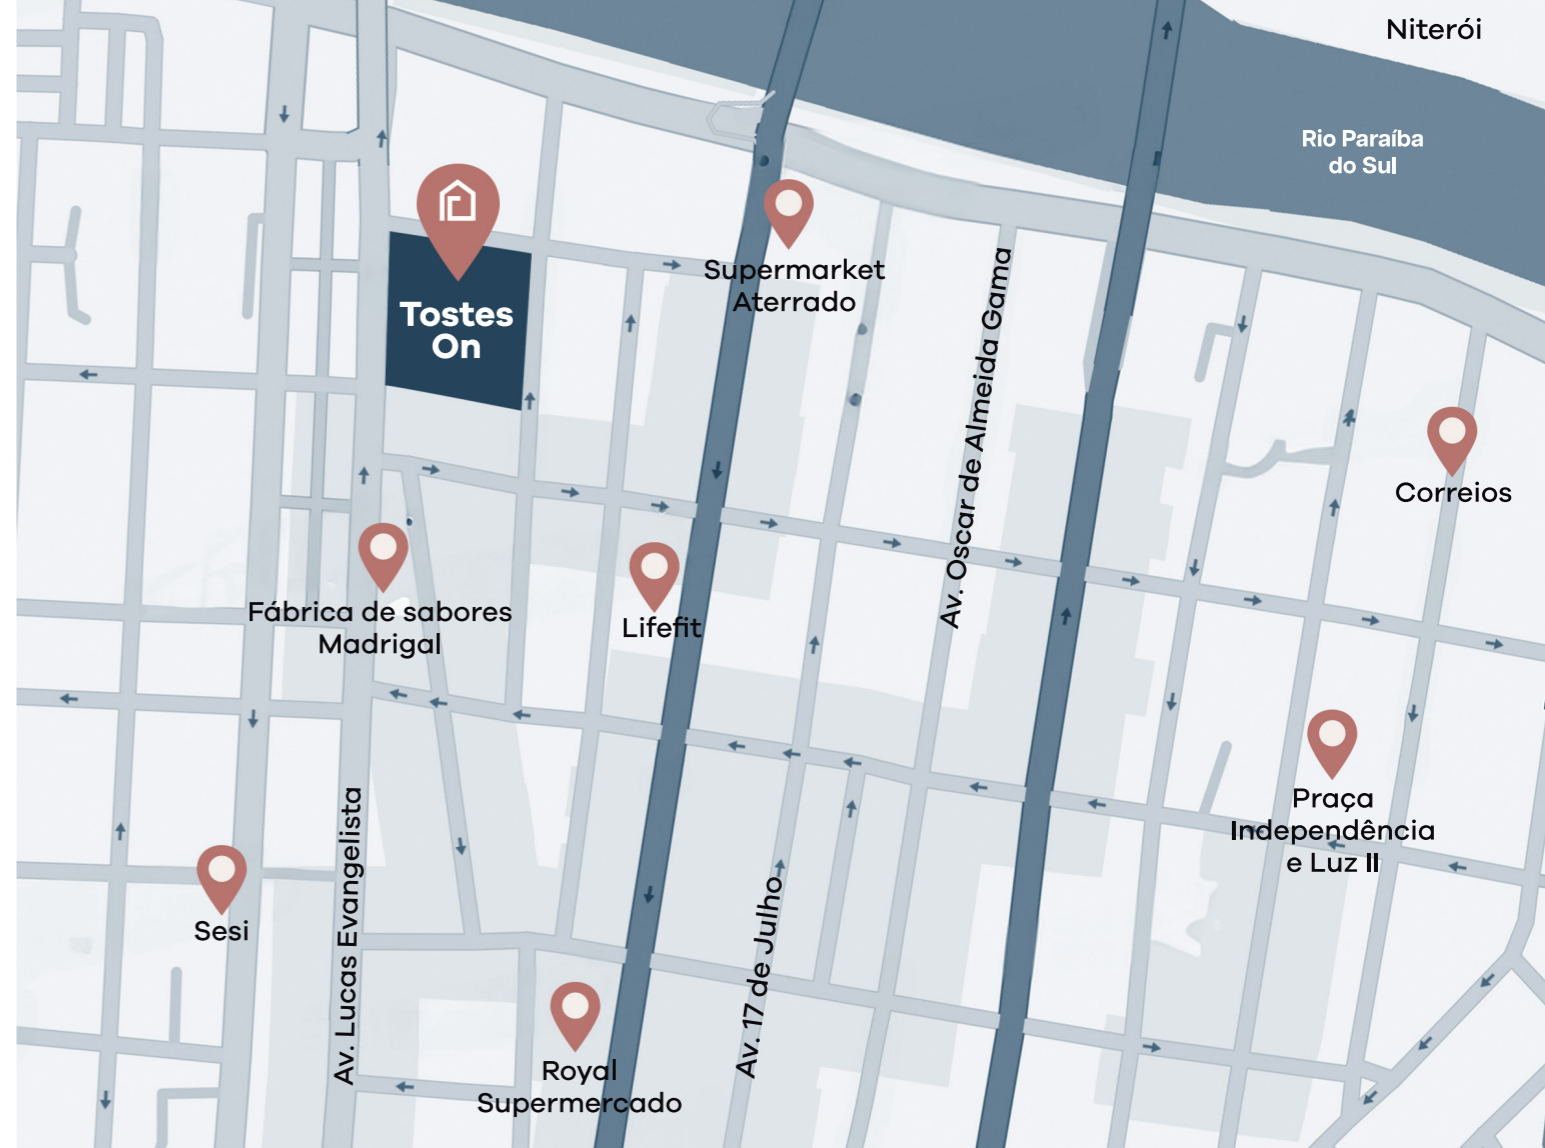 Niterói
Rio Paraíba
do Sul
Supermarket
Aterrado
Tostes
On
Av. Oscar de Almeida Gama
Correios
Fábrica de sabores
Madrigal
Lifefit
Praça
Independência
e Luz II
Av. Lucas Evangelista
Sesi
Av. 17 de Julho
Royal
Supermercado